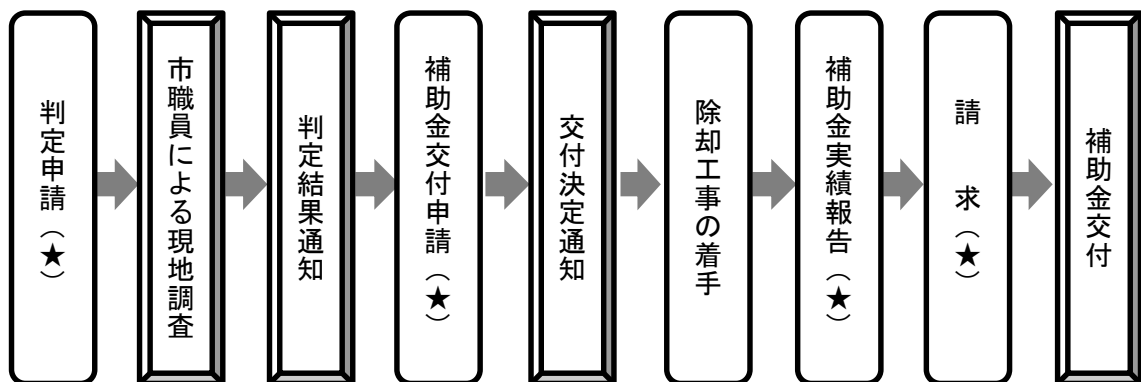 判定申請（★）
市職員による現地調査
判定結果通知
補助金交付申請（★）
交付決定通知
除却工事の着手
補助金実績報告（★）
請　求（★）
補助金交付